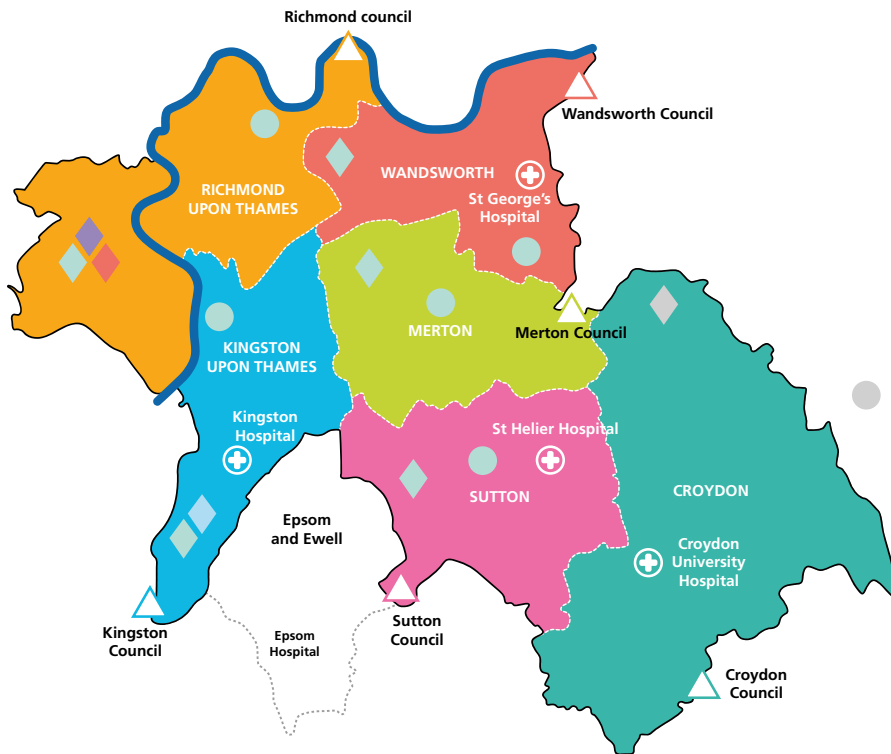 Richmond council
Wandsworth Council
WANDSWORTH
St George's
Hospital
RICHMOND
UPON THAMES
Merton Council
MERTON
KINGSTON
UPON THAMES
Kingston
Hospital
St Helier Hospital
SUTTON
CROYDON
Epsom
and Ewell
Croydon
University
Hospital
Kingston
Council
Epsom
Hospital
Sutton
Council
Croydon
Council